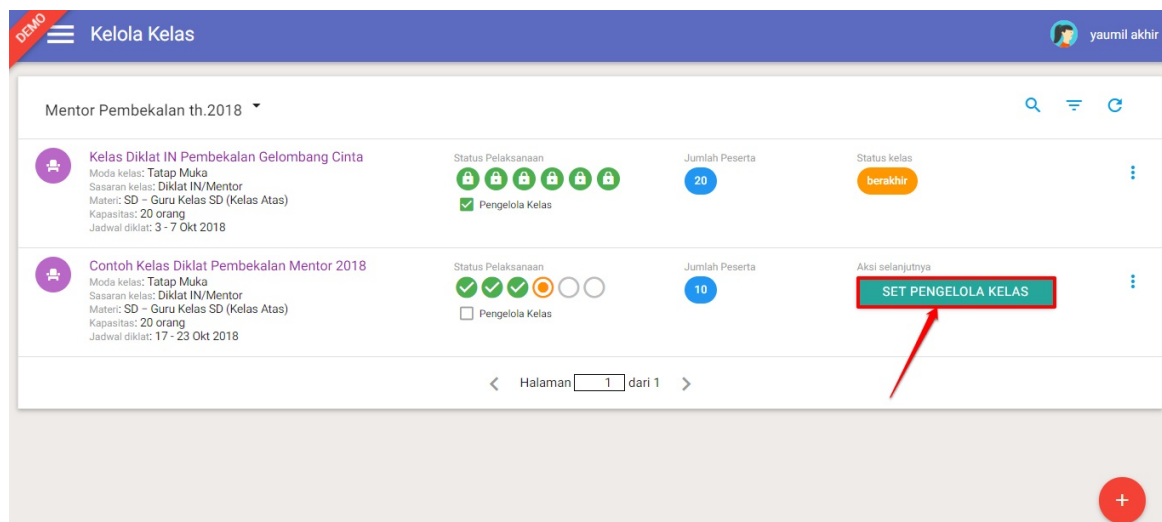 DEMO
Kelola Kelas
yaumil akhir
Mentor Pembekalan th.2018
Kelas Diklat IN Pembekalan Gelombang Cinta
Moda kelas: Tatap Muka
Sasaran kelas: Diklat IN/Mentor
Materi: SD - Guru Kelas SD (Kelas Atas)
Kapasitas: 20 orang
Jadwal diklat: 3 - 7 Okt 2018
Status Pelaksanaan
Pengelola Kelas
Jumlah Peserta
20
Status kelas
berakhir
Contoh Kelas Diklat Pembekalan Mentor 2018
Moda kelas: Tatap Muka
Sasaran kelas: Diklat IN/Mentor
Materi: SD - Guru Kelas SD (Kelas Atas)
Kapasitas: 20 orang
Jadwal diklat: 17 - 23 Okt 2018
Status Pelaksanaan
Pengelola Kelas
Jumlah Peserta
10
Aksi selanjutnya
SET PENGELOLA KELAS
Halaman 1 dari 1